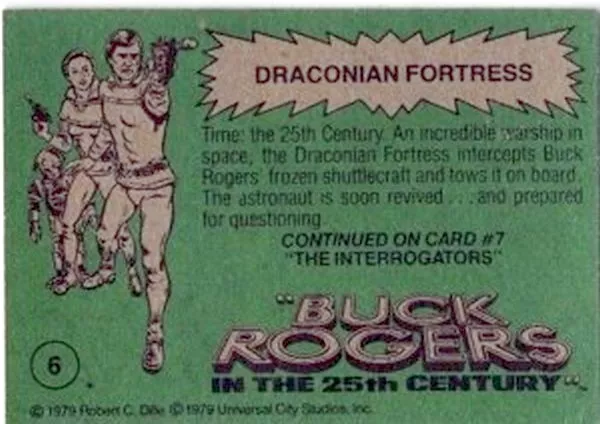 DRACONIAN FORTRESS
Time: the 25th Century. An incredible warship in
space, the Draconian Fortress intercepts Buck
Rogers' frozen shuttlecraft and tows it on board.
The astronaut is soon revived . . . and prepared
for questioning.
CONTINUED ON CARD #7
"THE INTERROGATORS"
"BUCK
ROGERS
IN THE 25th CENTURY"™
6
© 1979 Robert C. Dille © 1979 Universal City Studios, Inc.